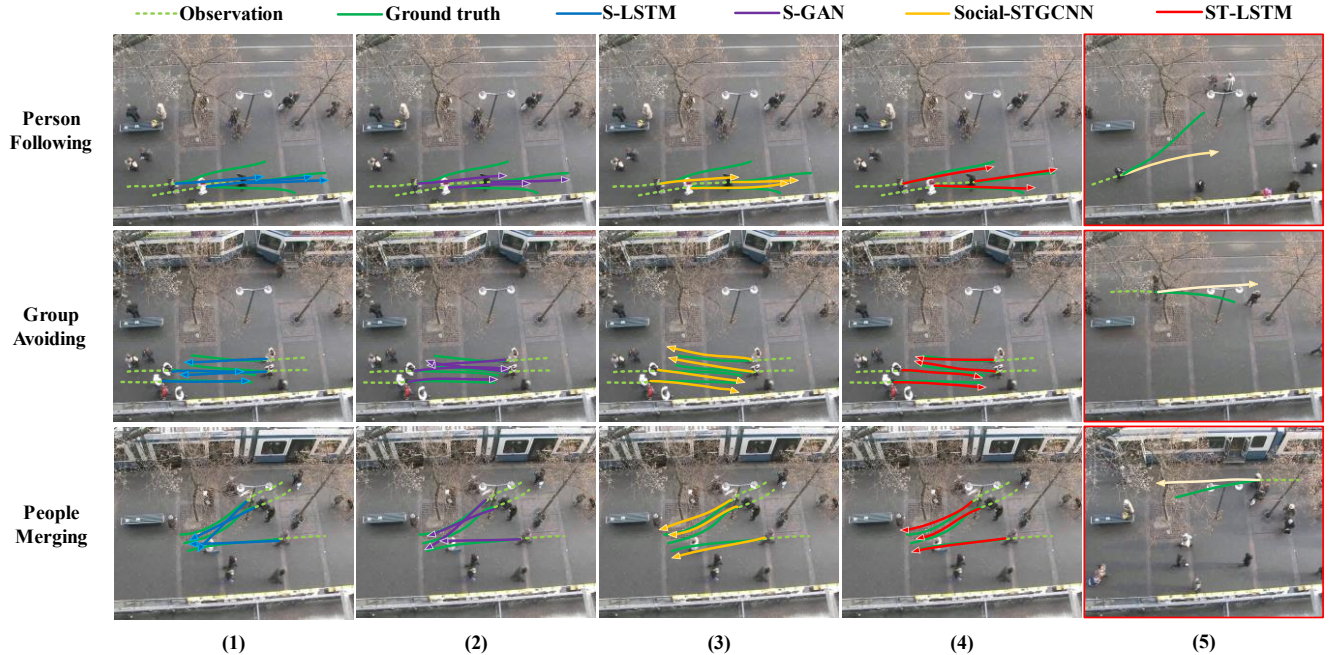 Observation Ground truth S-LSTM S-GAN Social-STGCNN ST-LSTM
Person
Following
Group
Avoiding
People
Merging
(1) (2) (3) (4) (5)